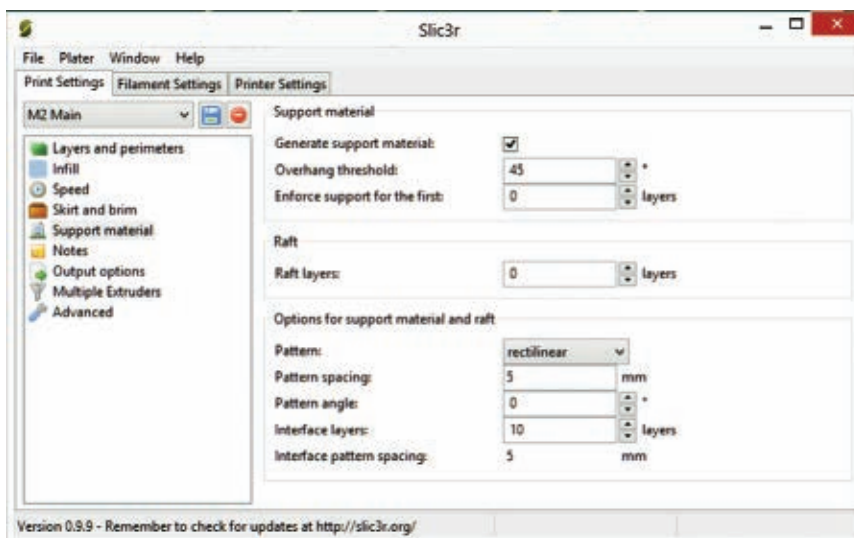 Slic3r
File Plater Window Help
Print Settings Filament Settings Printer Settings
M2 Main
Layers and perimeters
Infill
Speed
Skirt and brim
Support material
Notes
Output options
Multiple Extruders
Advanced
Support material
Generate support material:
Overhang threshold: 45 °
Enforce support for the first: 0 layers
Raft
Raft layers: 0 layers
Options for support material and raft
Pattern: rectilinear
Pattern spacing: 5 mm
Pattern angle: 0 °
Interface layers: 10 layers
Interface pattern spacing: 5 mm
Version 0.9.9 - Remember to check for updates at http://slic3r.org/